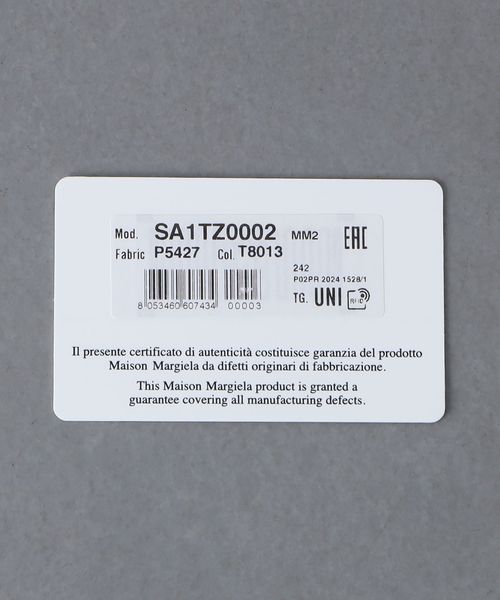 Mod. SA1TZ0002 MM2 EAC
Fabric P5427 Col. T8013
242
P02PR 2024 1528/1
TG. UNI RFID
8 053460 607434 00003
Il presente certificato di autenticità costituisce garanzia del prodotto
Maison Margiela da difetti originari di fabbricazione.
This Maison Margiela product is granted a
guarantee covering all manufacturing defects.